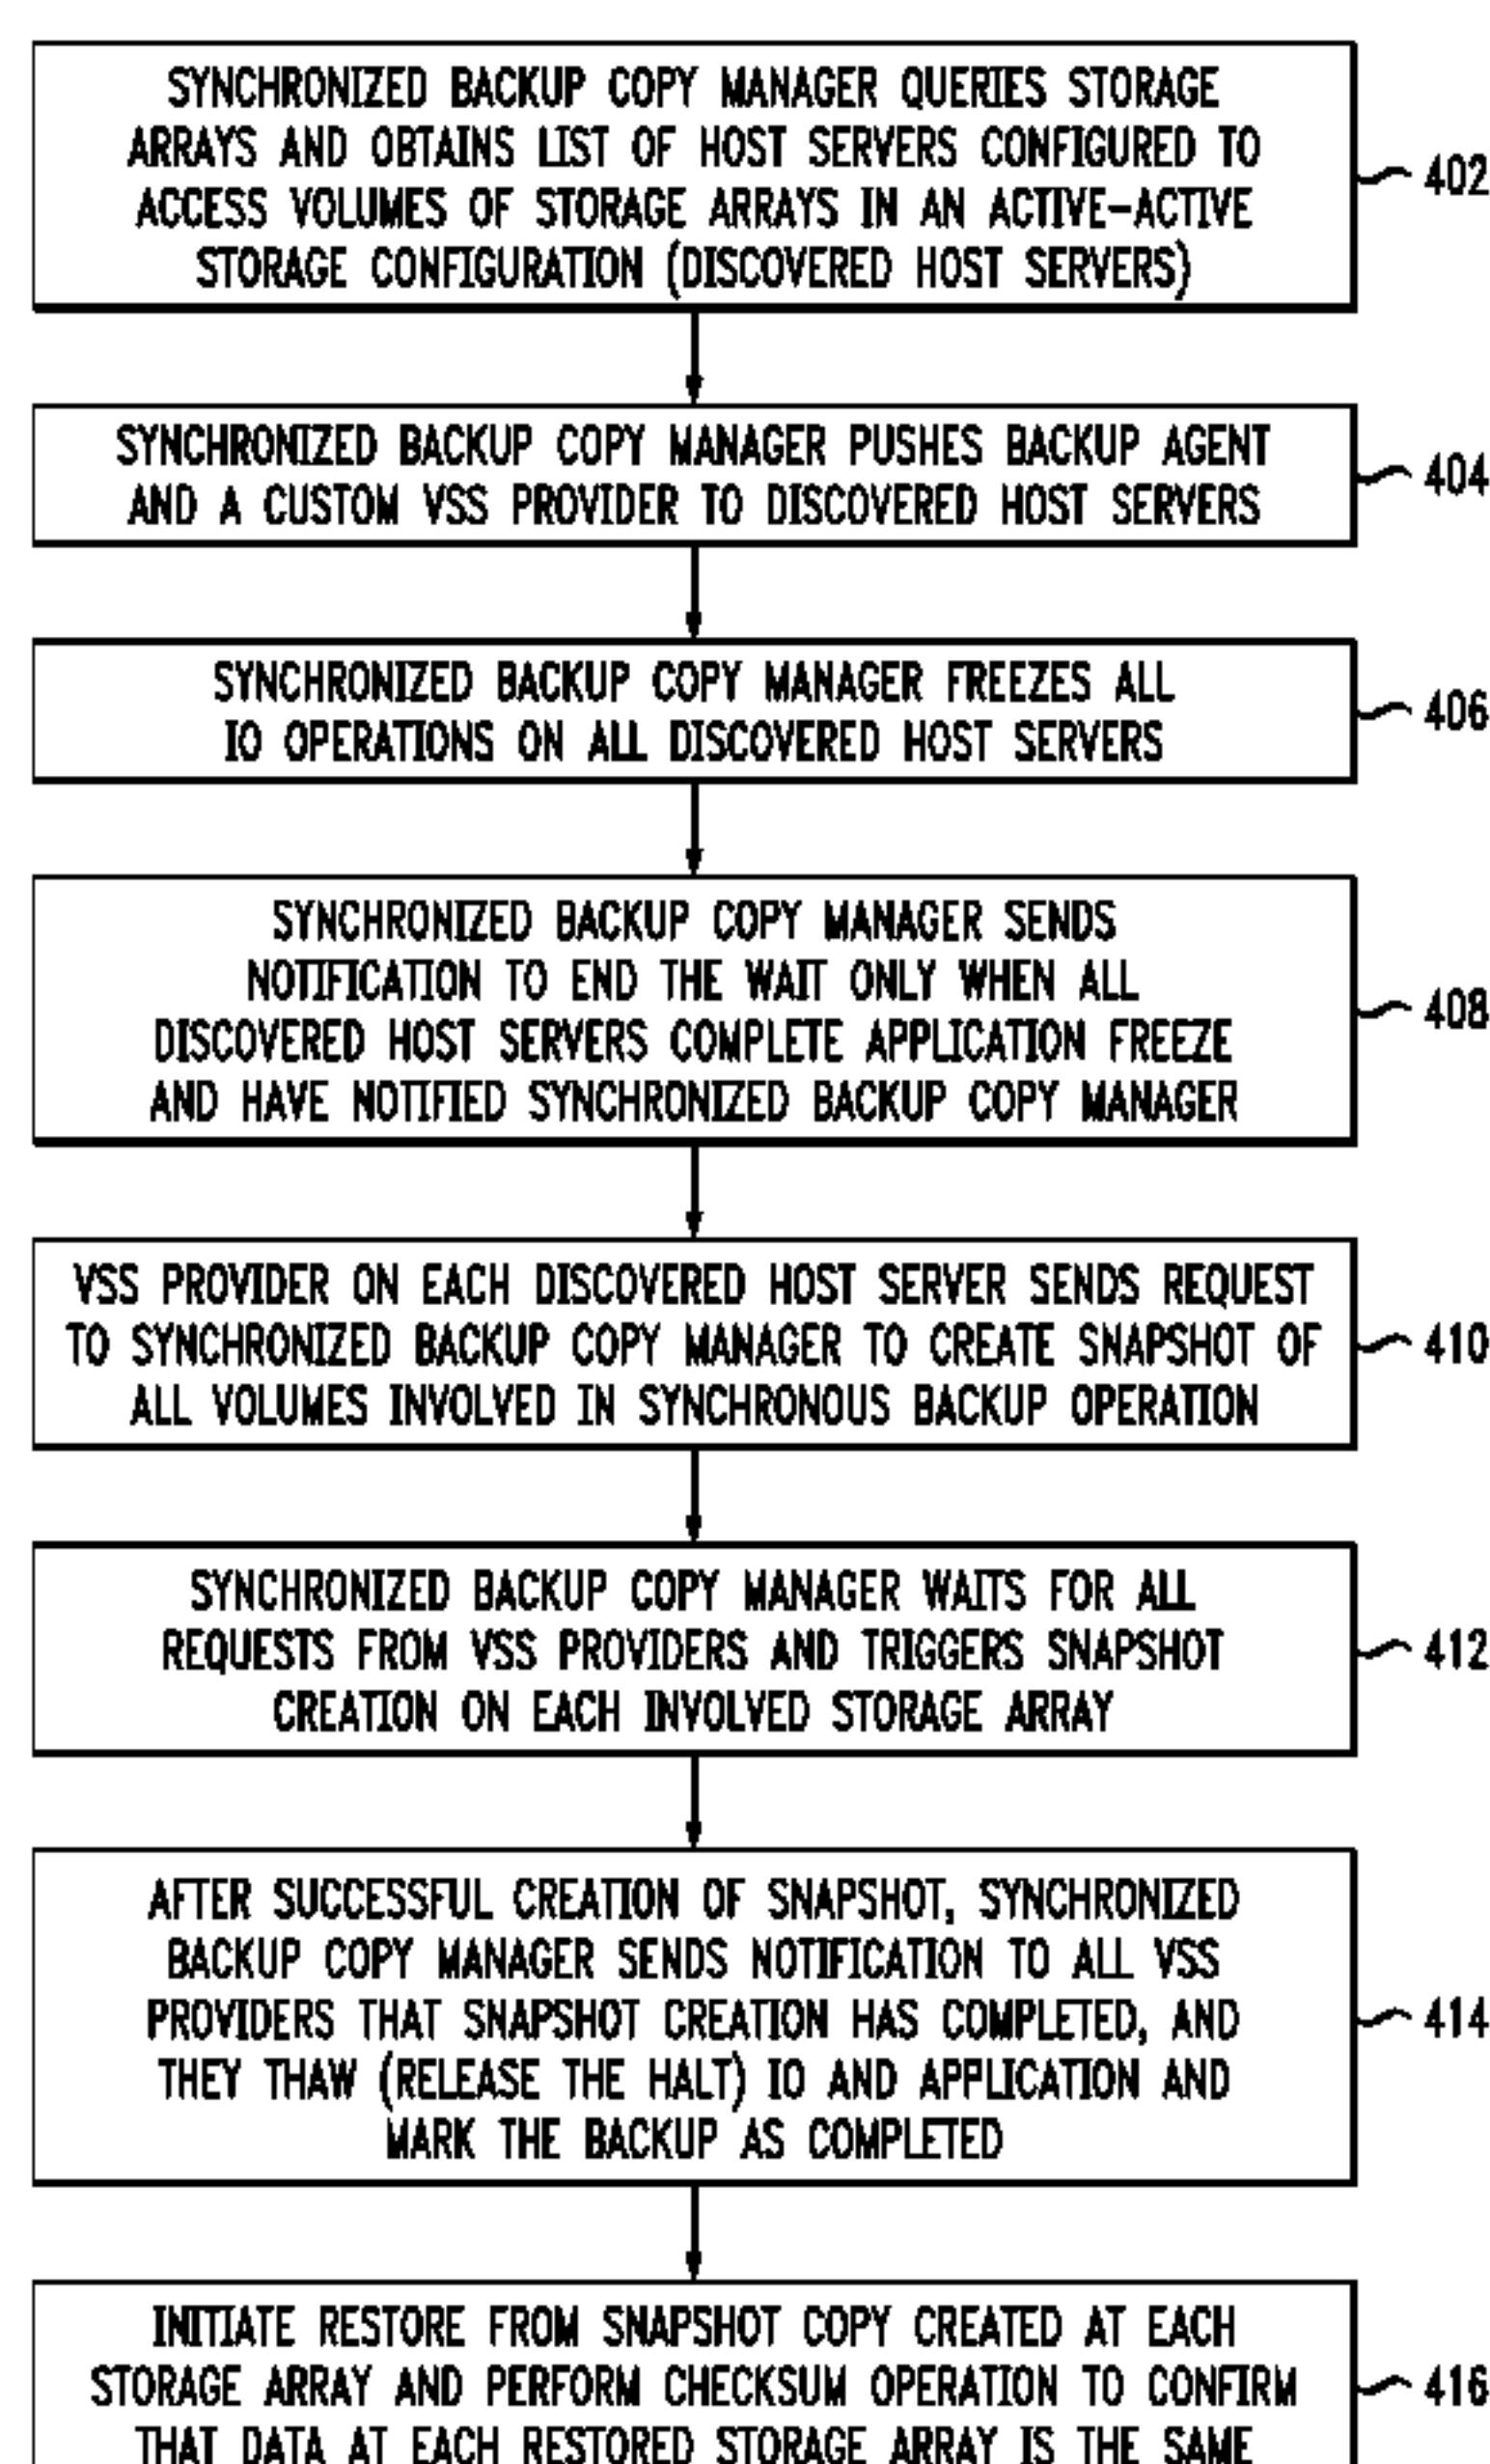 SYNCHRONIZED BACKUP COPY MANAGER QUERIES STORAGE
ARRAYS AND OBTAINS LIST OF HOST SERVERS CONFIGURED TO
ACCESS VOLUMES OF STORAGE ARRAYS IN AN ACTIVE-ACTIVE
STORAGE CONFIGURATION (DISCOVERED HOST SERVERS)
402
SYNCHRONIZED BACKUP COPY MANAGER PUSHES BACKUP AGENT
AND A CUSTOM VSS PROVIDER TO DISCOVERED HOST SERVERS
404
SYNCHRONIZED BACKUP COPY MANAGER FREEZES ALL
IO OPERATIONS ON ALL DISCOVERED HOST SERVERS
406
SYNCHRONIZED BACKUP COPY MANAGER SENDS
NOTIFICATION TO END THE WAIT ONLY WHEN ALL
DISCOVERED HOST SERVERS COMPLETE APPLICATION FREEZE
AND HAVE NOTIFIED SYNCHRONIZED BACKUP COPY MANAGER
408
VSS PROVIDER ON EACH DISCOVERED HOST SERVER SENDS REQUEST
TO SYNCHRONIZED BACKUP COPY MANAGER TO CREATE SNAPSHOT OF
ALL VOLUMES INVOLVED IN SYNCHRONOUS BACKUP OPERATION
410
SYNCHRONIZED BACKUP COPY MANAGER WAITS FOR ALL
REQUESTS FROM VSS PROVIDERS AND TRIGGERS SNAPSHOT
CREATION ON EACH INVOLVED STORAGE ARRAY
412
AFTER SUCCESSFUL CREATION OF SNAPSHOT, SYNCHRONIZED
BACKUP COPY MANAGER SENDS NOTIFICATION TO ALL VSS
PROVIDERS THAT SNAPSHOT CREATION HAS COMPLETED, AND
THEY THAW (RELEASE THE HALT) IO AND APPLICATION AND
MARK THE BACKUP AS COMPLETED
414
INITIATE RESTORE FROM SNAPSHOT COPY CREATED AT EACH
STORAGE ARRAY AND PERFORM CHECKSUM OPERATION TO CONFIRM
THAT DATA AT EACH RESTORED STORAGE ARRAY IS THE SAME
416